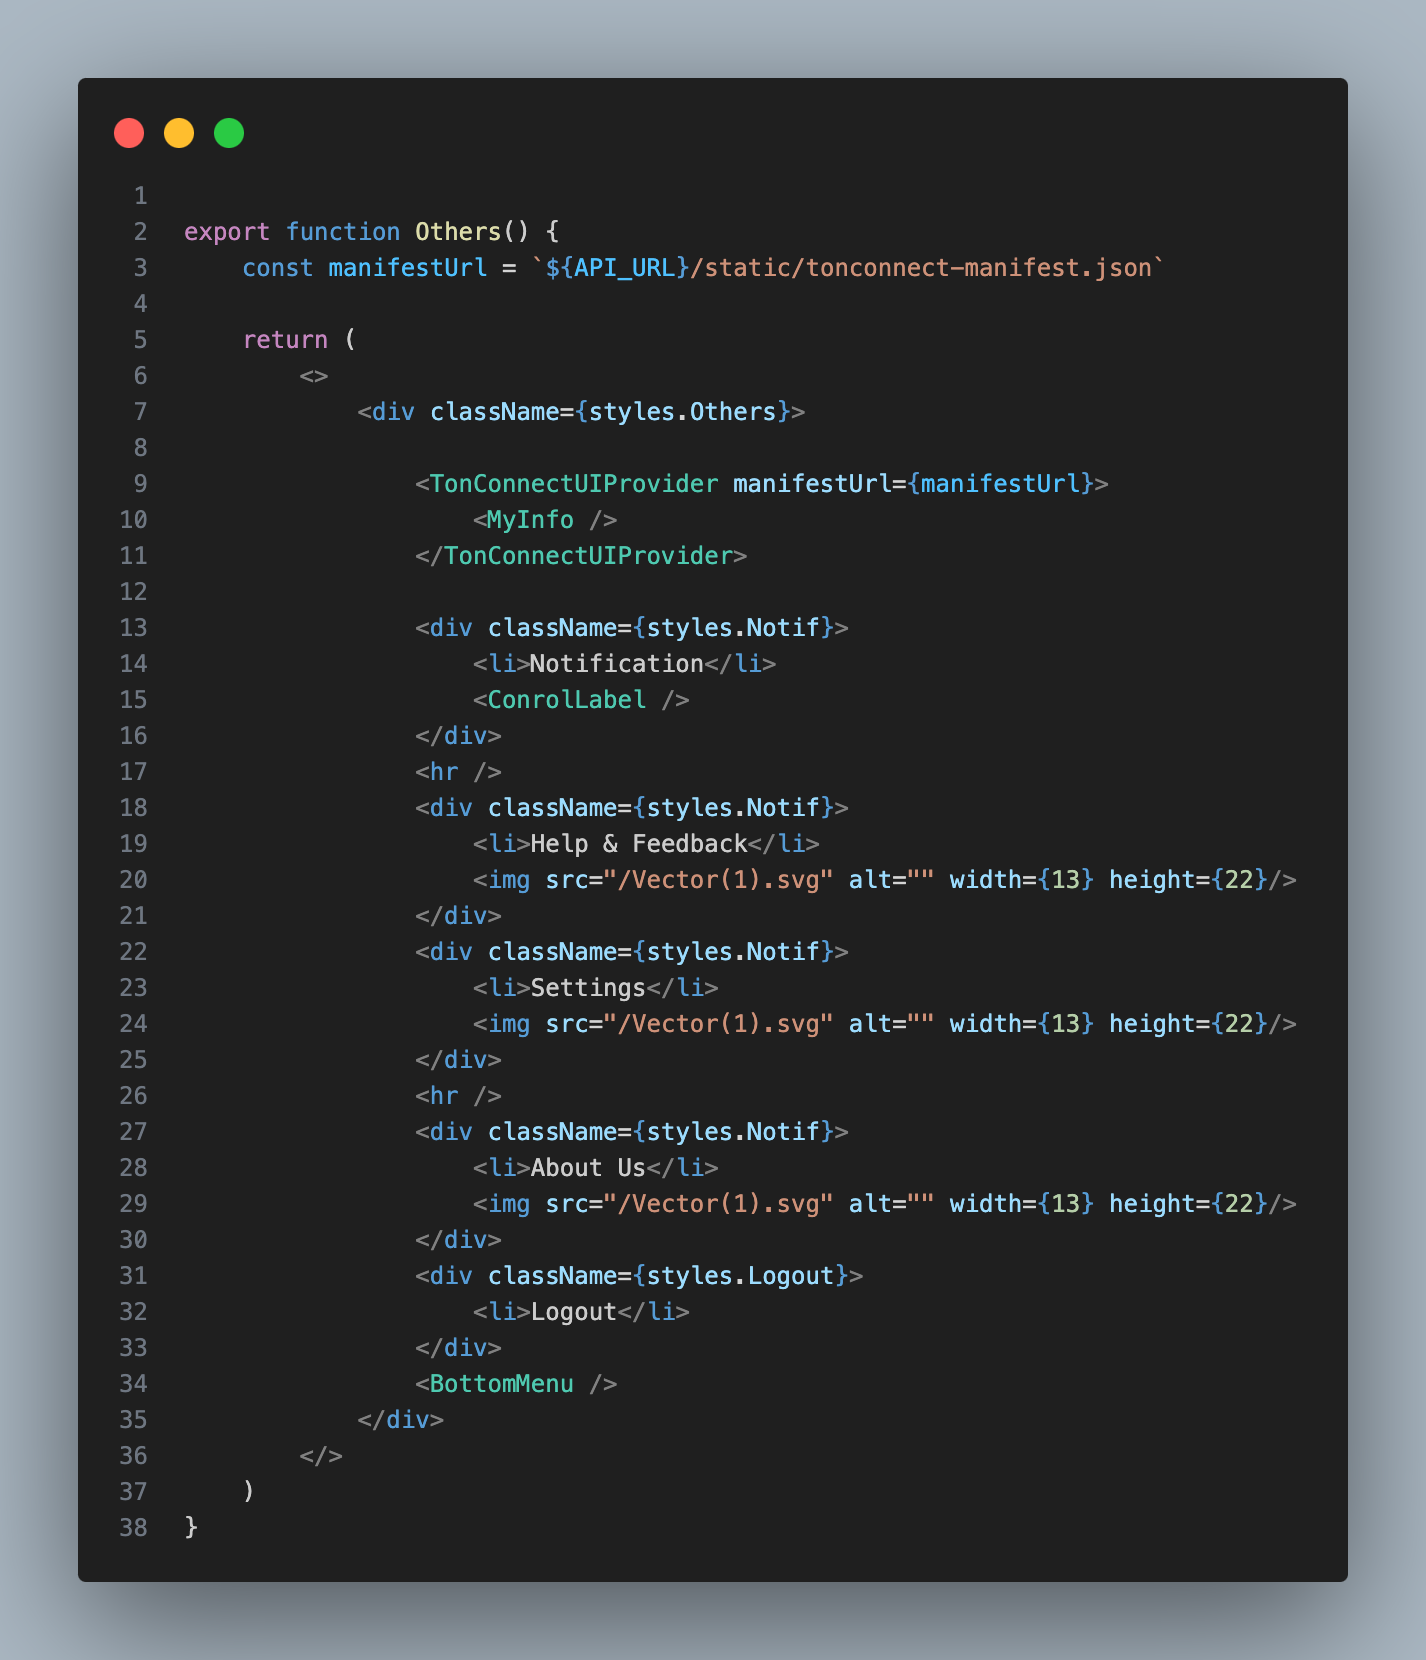 1
2 export function Others() {
3     const manifestUrl = `${API_URL}/static/tonconnect-manifest.json`
4
5     return (
6         <>
7             <div className={styles.Others}>
8
9                 <TonConnectUIProvider manifestUrl={manifestUrl}>
10                     <MyInfo />
11                 </TonConnectUIProvider>
12
13                 <div className={styles.Notif}>
14                     <li>Notification</li>
15                     <ConrolLabel />
16                 </div>
17                 <hr />
18                 <div className={styles.Notif}>
19                     <li>Help & Feedback</li>
20                     <img src="/Vector(1).svg" alt="" width={13} height={22}/>
21                 </div>
22                 <div className={styles.Notif}>
23                     <li>Settings</li>
24                     <img src="/Vector(1).svg" alt="" width={13} height={22}/>
25                 </div>
26                 <hr />
27                 <div className={styles.Notif}>
28                     <li>About Us</li>
29                     <img src="/Vector(1).svg" alt="" width={13} height={22}/>
30                 </div>
31                 <div className={styles.Logout}>
32                     <li>Logout</li>
33                 </div>
34                 <BottomMenu />
35             </div>
36         </>
37     )
38 }